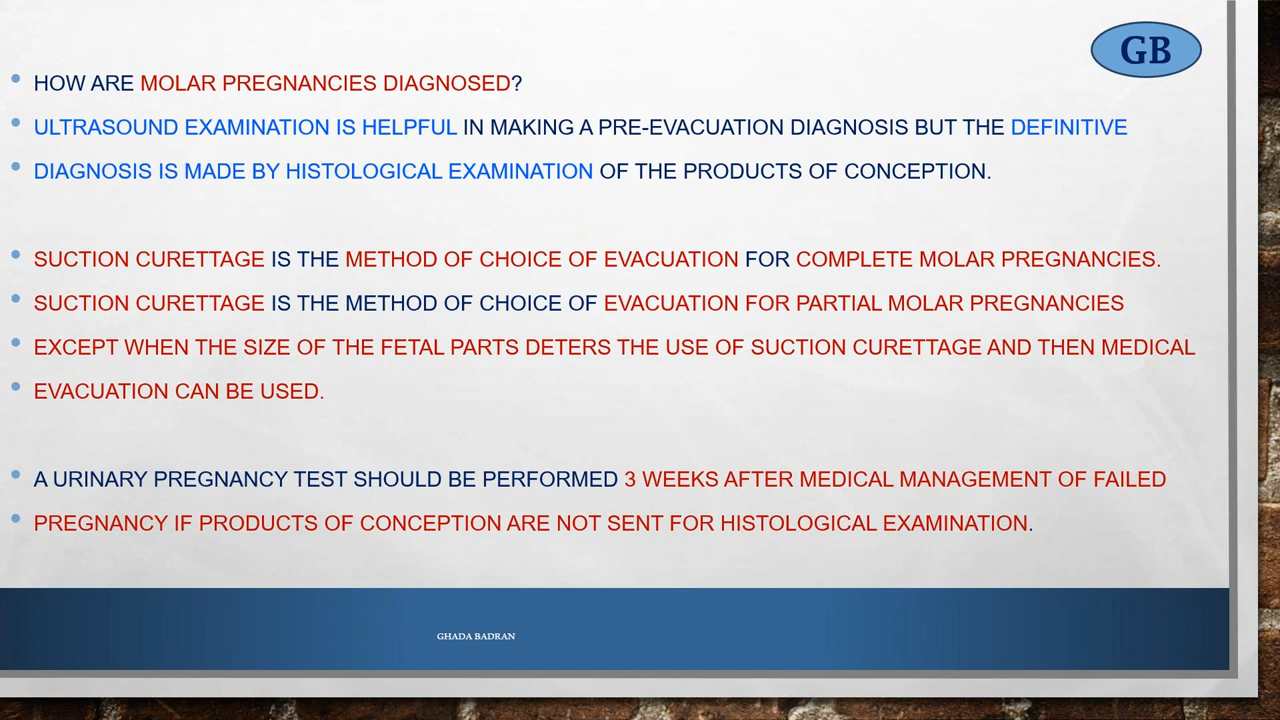 GB
HOW ARE MOLAR PREGNANCIES DIAGNOSED?
ULTRASOUND EXAMINATION IS HELPFUL IN MAKING A PRE-EVACUATION DIAGNOSIS BUT THE DEFINITIVE
DIAGNOSIS IS MADE BY HISTOLOGICAL EXAMINATION OF THE PRODUCTS OF CONCEPTION.
SUCTION CURETTAGE IS THE METHOD OF CHOICE OF EVACUATION FOR COMPLETE MOLAR PREGNANCIES.
SUCTION CURETTAGE IS THE METHOD OF CHOICE OF EVACUATION FOR PARTIAL MOLAR PREGNANCIES
EXCEPT WHEN THE SIZE OF THE FETAL PARTS DETERS THE USE OF SUCTION CURETTAGE AND THEN MEDICAL
EVACUATION CAN BE USED.
A URINARY PREGNANCY TEST SHOULD BE PERFORMED 3 WEEKS AFTER MEDICAL MANAGEMENT OF FAILED
PREGNANCY IF PRODUCTS OF CONCEPTION ARE NOT SENT FOR HISTOLOGICAL EXAMINATION.
GHADA BADRAN